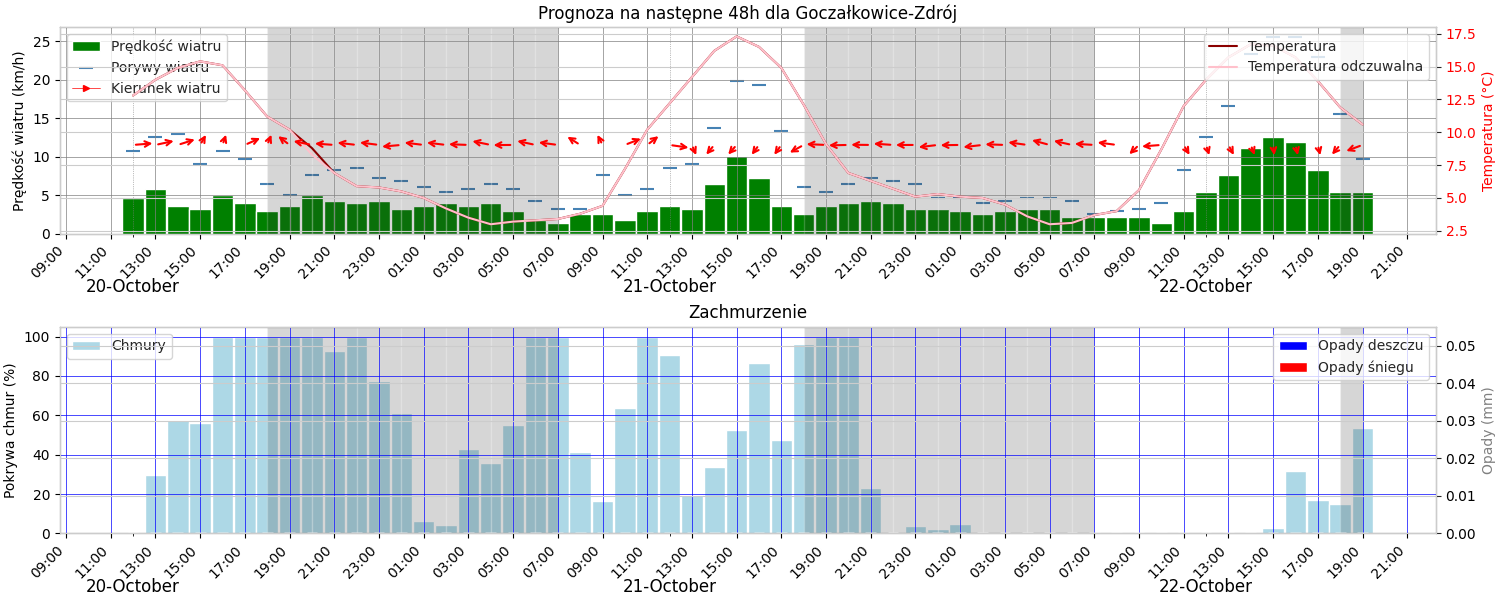 Prognoza na następne 48h dla Goczałkowice-Zdrój
Prędkość wiatru (km/h)
25
20
15
10
5
0
Prędkość wiatru
Porywy wiatru
Kierunek wiatru
Temperatura
Temperatura odczuwalna
17.5
15.0
12.5
10.0
7.5
5.0
2.5
Temperatura (°C)
09:00 11:00 13:00 15:00 17:00 19:00 21:00 23:00 01:00 03:00 05:00 07:00 09:00 11:00 13:00 15:00 17:00 19:00 21:00 23:00 01:00 03:00 05:00 07:00 09:00 11:00 13:00 15:00 17:00 19:00 21:00
20-October 21-October 22-October
Zachmurzenie
Pokrywa chmur (%)
100
80
60
40
20
0
Chmury
Opady deszczu
Opady śniegu
0.05
0.04
0.03
0.02
0.01
0.00
Opady (mm)
09:00 11:00 13:00 15:00 17:00 19:00 21:00 23:00 01:00 03:00 05:00 07:00 09:00 11:00 13:00 15:00 17:00 19:00 21:00 23:00 01:00 03:00 05:00 07:00 09:00 11:00 13:00 15:00 17:00 19:00 21:00
20-October 21-October 22-October